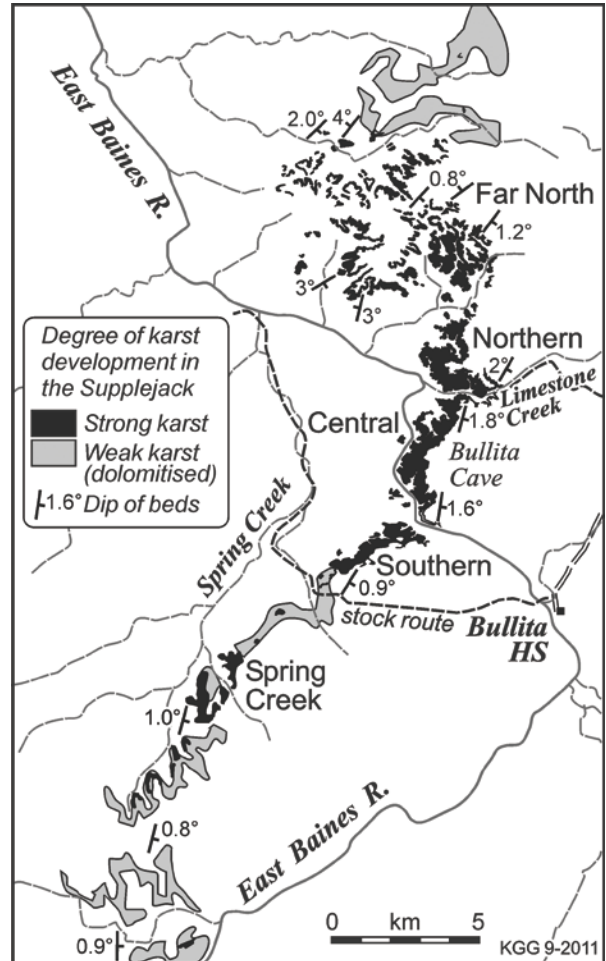 East Baines R.
2.0°
4°
0.8°
Far North
1.2°
3°
3°
Degree of karst
development in
the Supplejack
Strong karst
Weak karst
(dolomitised)
1.6° Dip of beds
Northern
2°
Limestone
Creek
Central
1.8°
Bullita
Cave
1.6°
Spring Creek
Southern
0.9°
stock route
Bullita
HS
Spring
Creek
1.0°
0.8°
East Baines R.
0.9°
0 km 5
KGG 9-2011